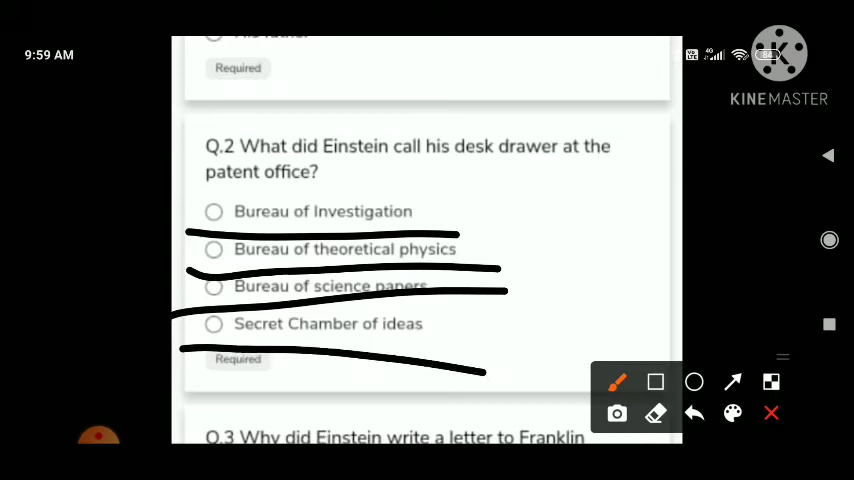 9:59 AM
4G
84
KINEMASTER
Required
Q.2 What did Einstein call his desk drawer at the
patent office?
Bureau of Investigation
Bureau of theoretical physics
Bureau of science papers
Secret Chamber of ideas
Required
Q.3 Why did Einstein write a letter to Franklin